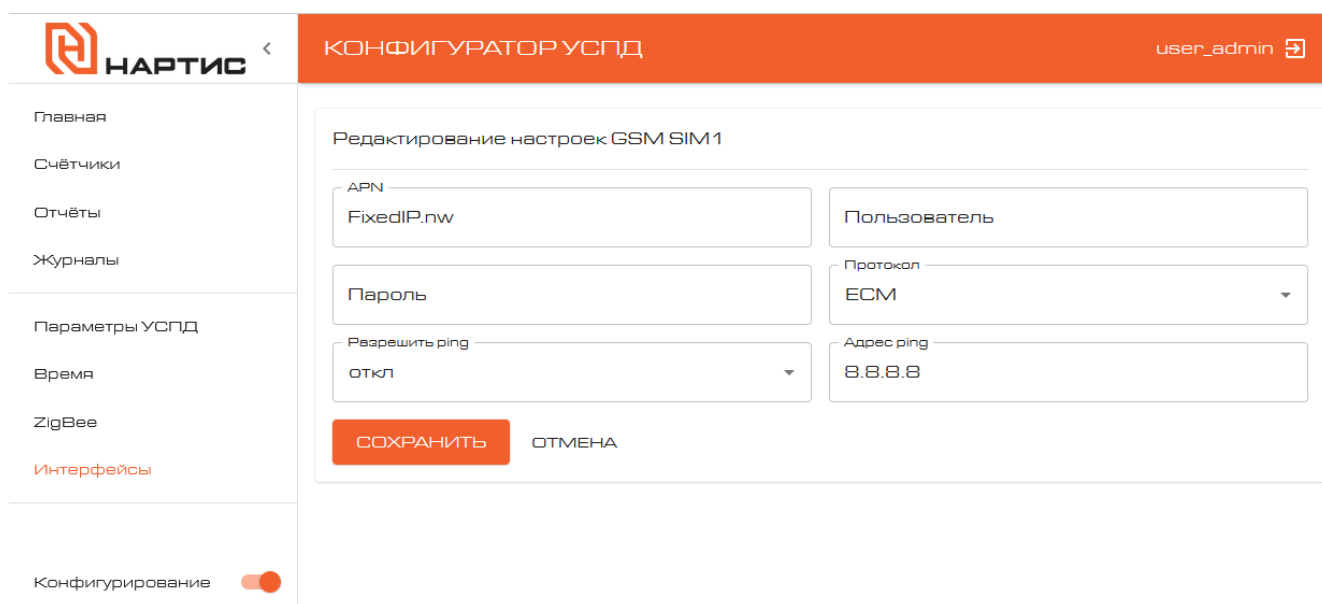 НАРТИС
КОНФИГУРАТОР УСПД
user_admin
Главная
Счётчики
Отчёты
Журналы
Параметры УСПД
Время
ZigBee
Интерфейсы
Конфигурирование
Редактирование настроек GSM SIM1
APN
FixedIP.nw
Пользователь
Пароль
Протокол
ECM
Разрешить ping
откл
Адрес ping
8.8.8.8
СОХРАНИТЬ
ОТМЕНА